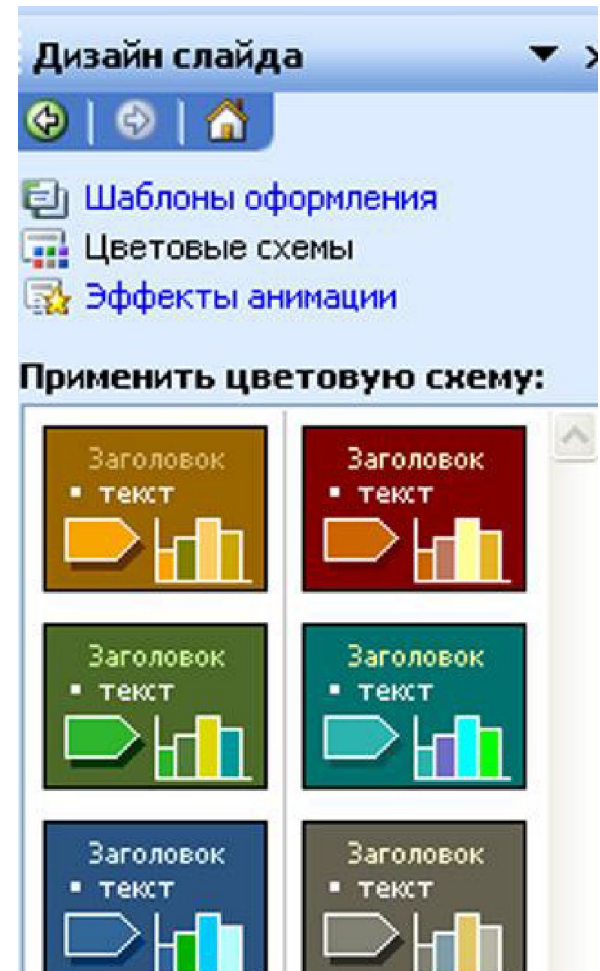 Дизайн слайда
Шаблоны оформления
Цветовые схемы
Эффекты анимации
Применить цветовую схему:
Заголовок
текст
Заголовок
текст
Заголовок
текст
Заголовок
текст
Заголовок
текст
Заголовок
текст